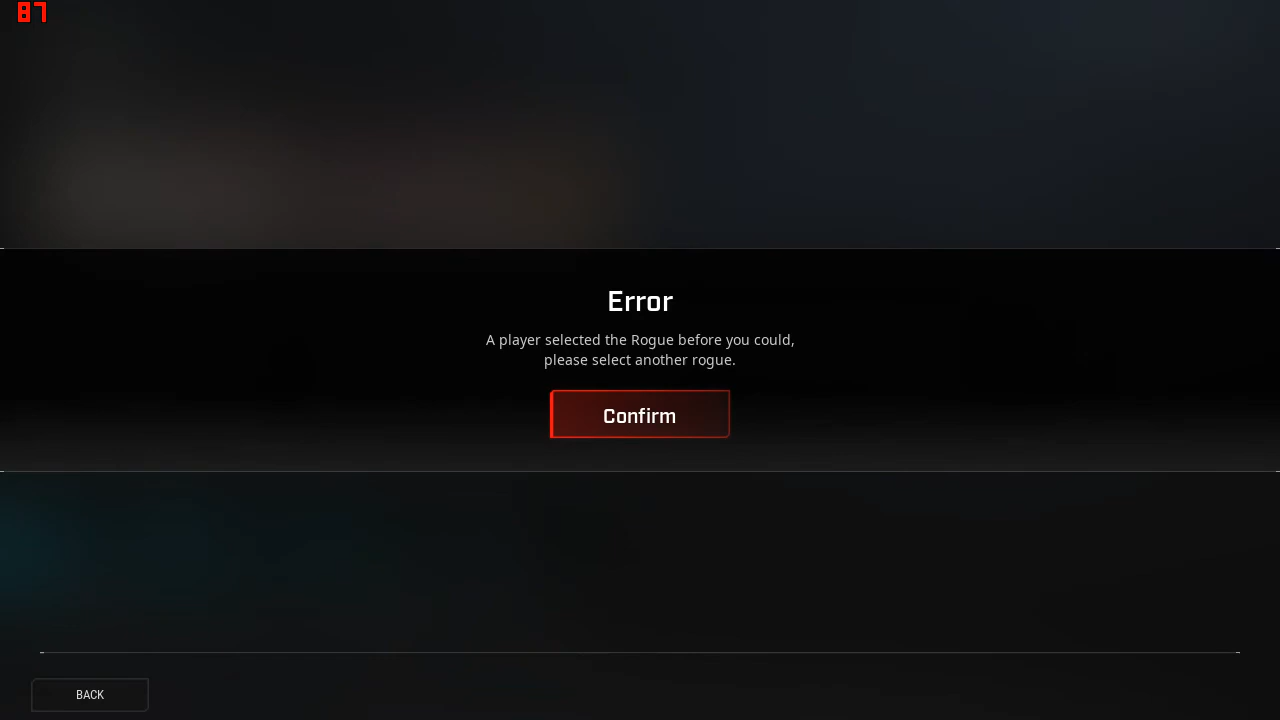 87
Error
A player selected the Rogue before you could,
please select another rogue.
Confirm
BACK